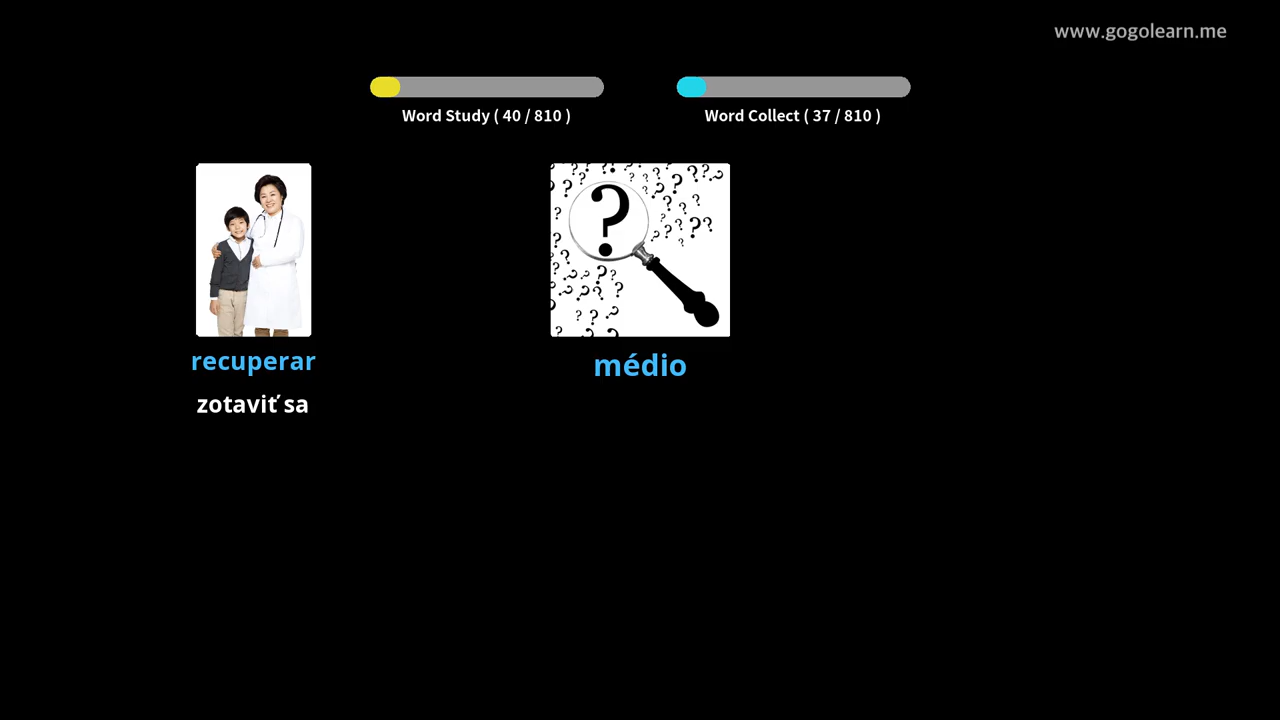 www.gogolearn.me
Word Study ( 40 / 810 )
Word Collect ( 37 / 810 )
recuperar
médio
zotaviť sa